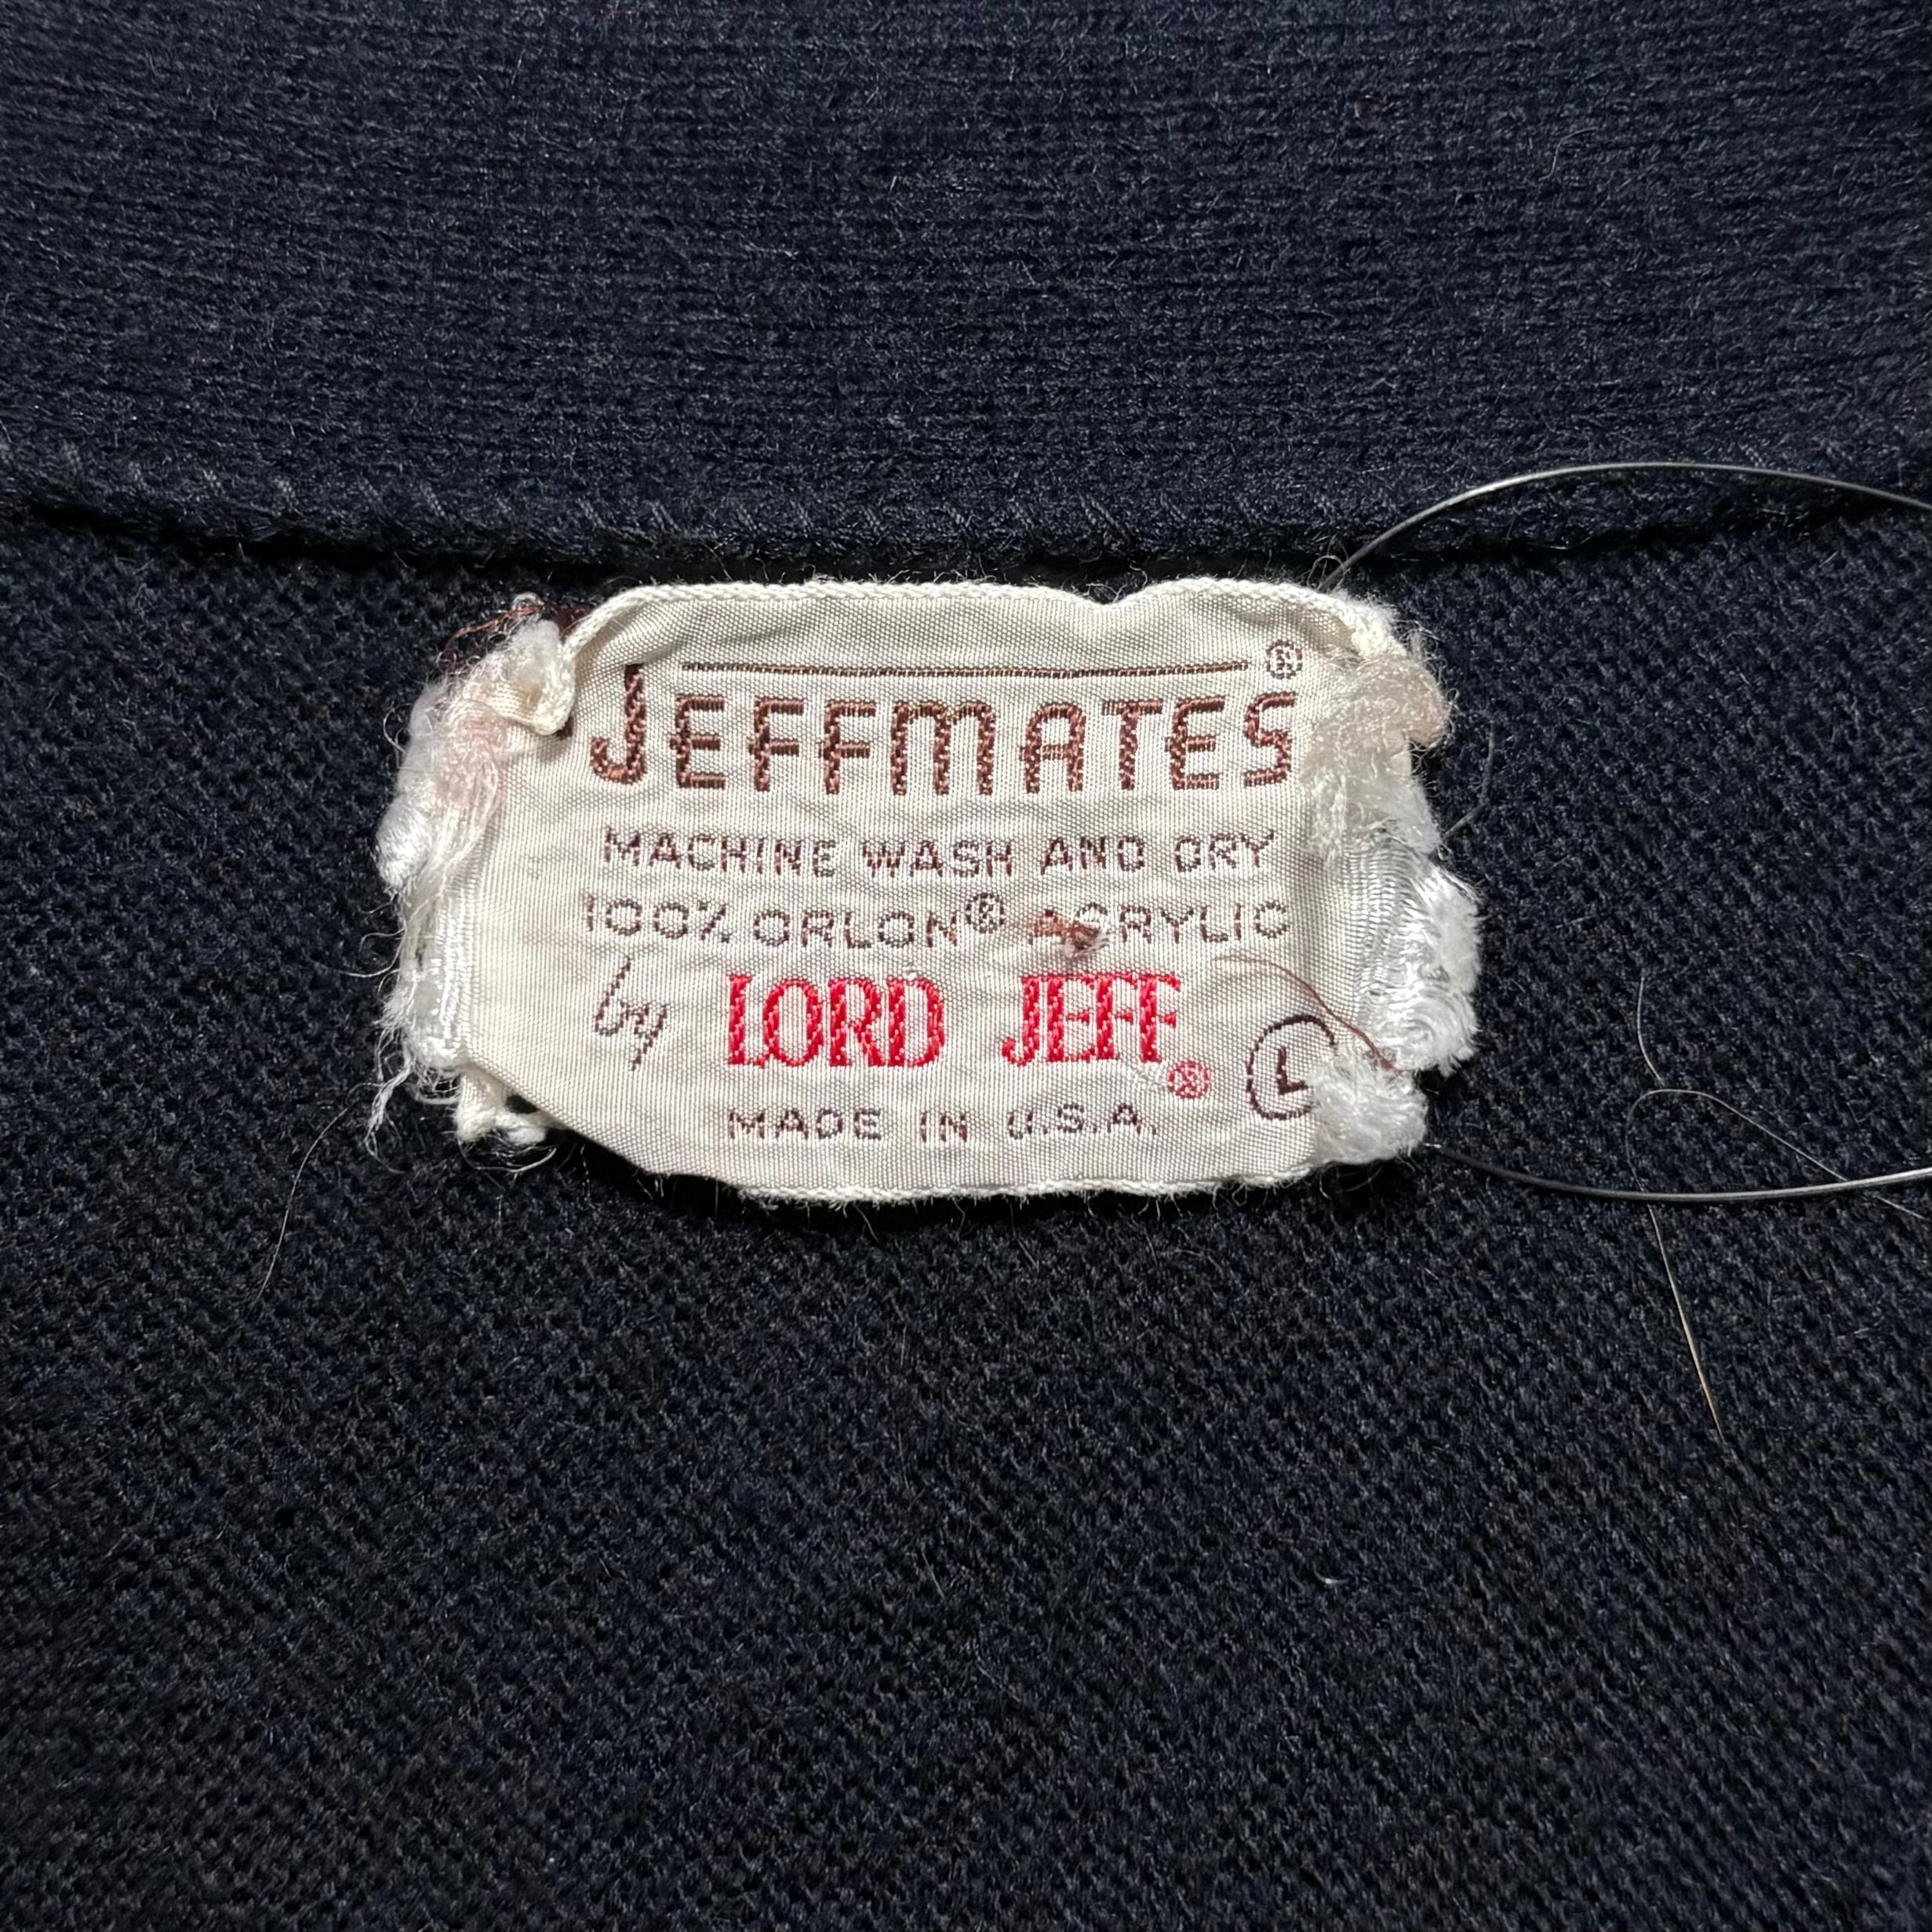 JEFFMATES®
MACHINE WASH AND DRY
100% ORLON® ACRYLIC
by LORD JEFF® L
MADE IN U.S.A.